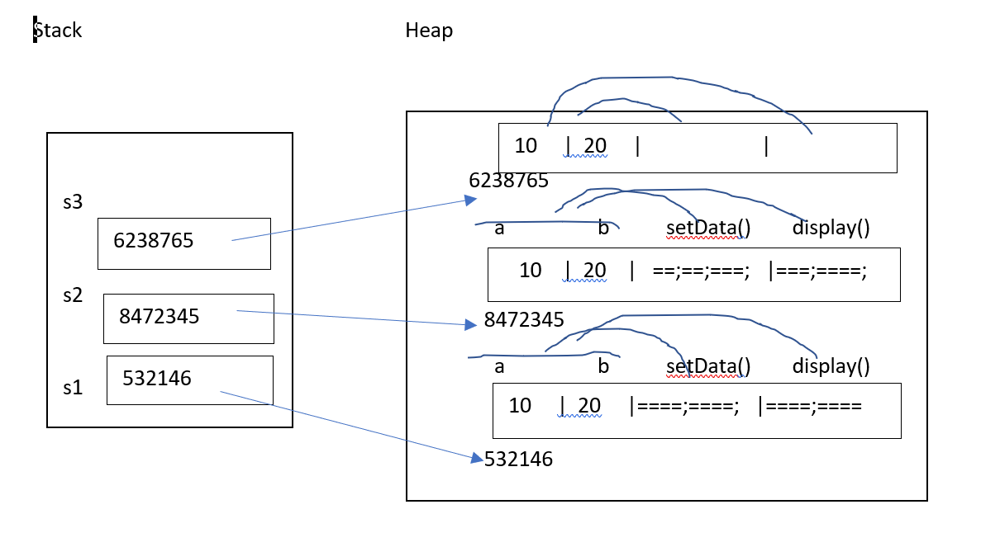 Stack
Heap
10 | 20 | |
6238765
s3
6238765
a b setData() display()
10 | 20 | ==;==;===; |===;====;
s2
8472345
8472345
a b setData() display()
s1
532146
10 | 20 |====;====; |====;====
532146